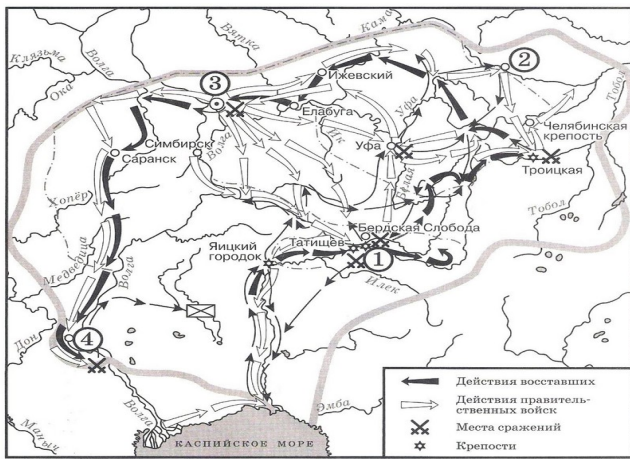 Клязьма
Волга
Вятка
Кама
Ока
3
2
Ижевский
Тобол
Елабуга
Уфа
Челябинская
крепость
Симбирск
Волга
Ик
Саранск
Уфа
Троицкая
Хопёр
Белая
Тобол
Бердская Слобода
Татищев
Яицкий
городок
1
Медведица
Волга
Илек
Дон
4
Эмба
Маныч
Волга
КАСПИЙСКОЕ МОРЕ
Действия восставших
Действия правитель-
ственных войск
Места сражений
Крепости